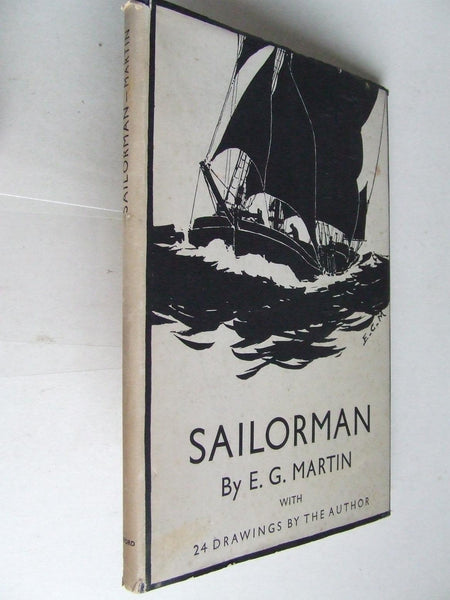 SAILORMAN — MARTIN
E.G.M
SAILORMAN
By E. G. MARTIN
WITH
24 DRAWINGS BY THE AUTHOR